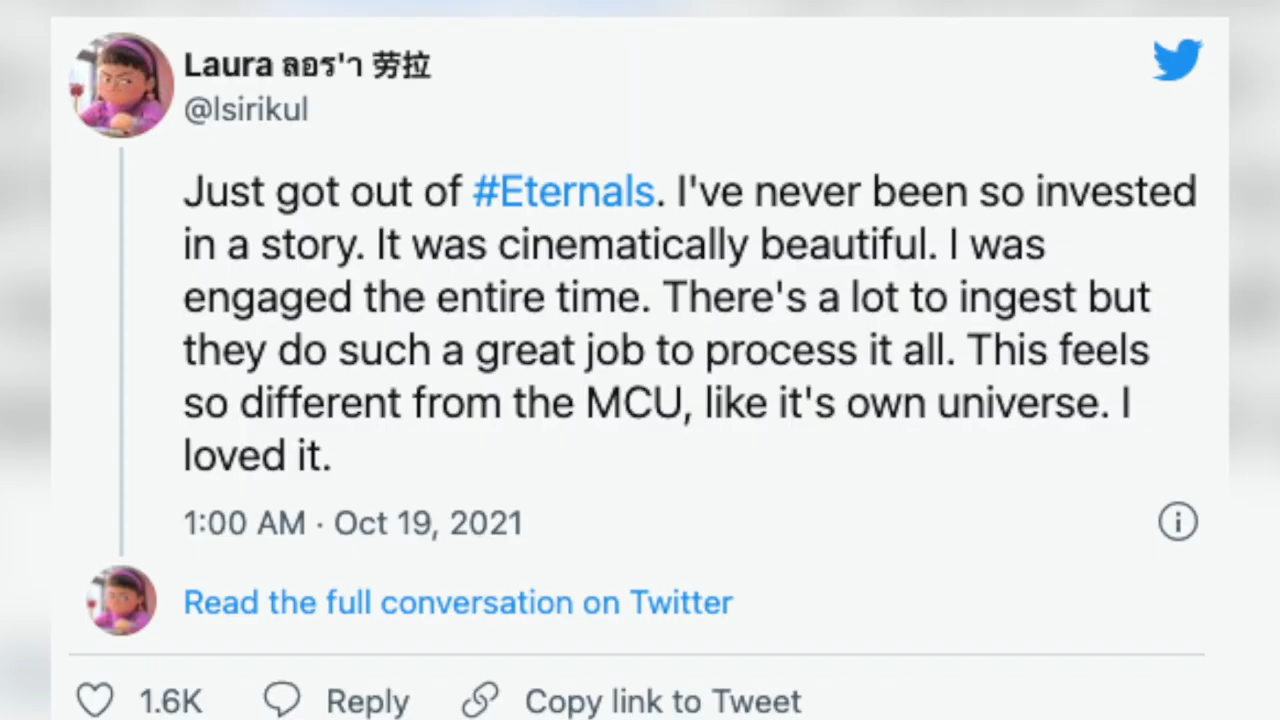 Laura ลอร'า 劳拉
@lsirikul
Just got out of #Eternals. I've never been so invested
in a story. It was cinematically beautiful. I was
engaged the entire time. There's a lot to ingest but
they do such a great job to process it all. This feels
so different from the MCU, like it's own universe. I
loved it.
1:00 AM · Oct 19, 2021
Read the full conversation on Twitter
1.6K Reply Copy link to Tweet